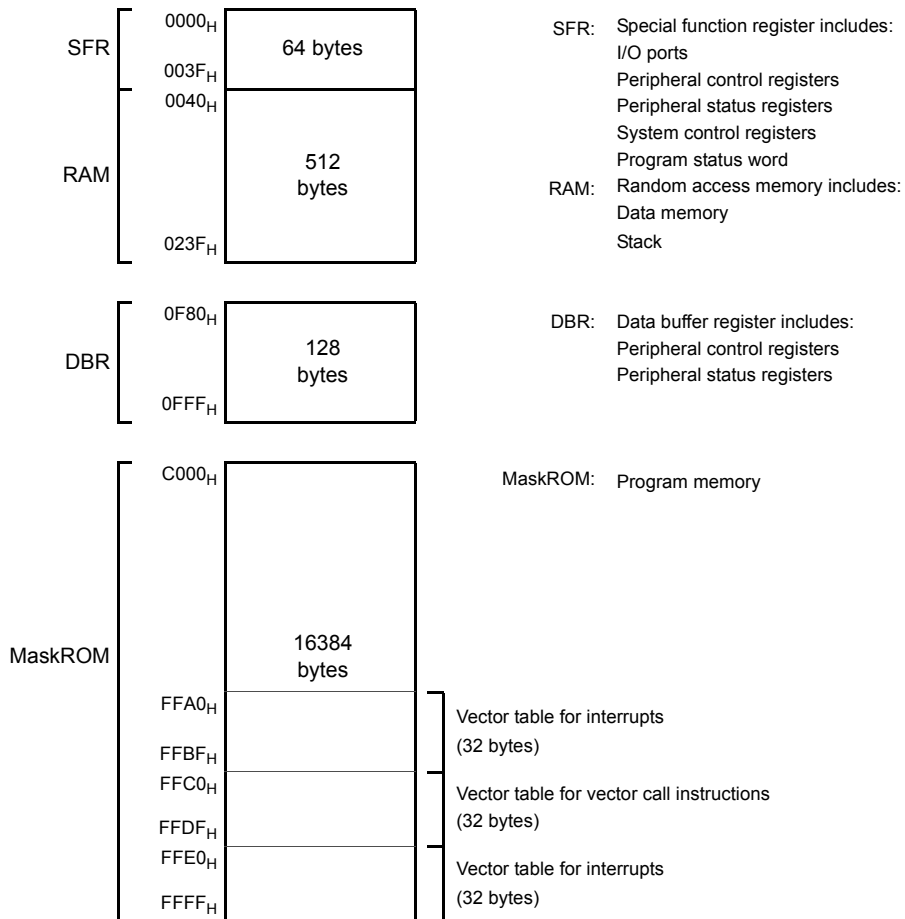 0000H
SFR
64 bytes
003FH
0040H
RAM
512
bytes
023FH
SFR: Special function register includes:
I/O ports
Peripheral control registers
Peripheral status registers
System control registers
Program status word
RAM: Random access memory includes:
Data memory
Stack
0F80H
DBR
128
bytes
0FFFH
DBR: Data buffer register includes:
Peripheral control registers
Peripheral status registers
C000H
MaskROM: Program memory
MaskROM
16384
bytes
FFA0H
Vector table for interrupts
(32 bytes)
FFBFH
FFC0H
Vector table for vector call instructions
(32 bytes)
FFDFH
FFE0H
Vector table for interrupts
(32 bytes)
FFFFH